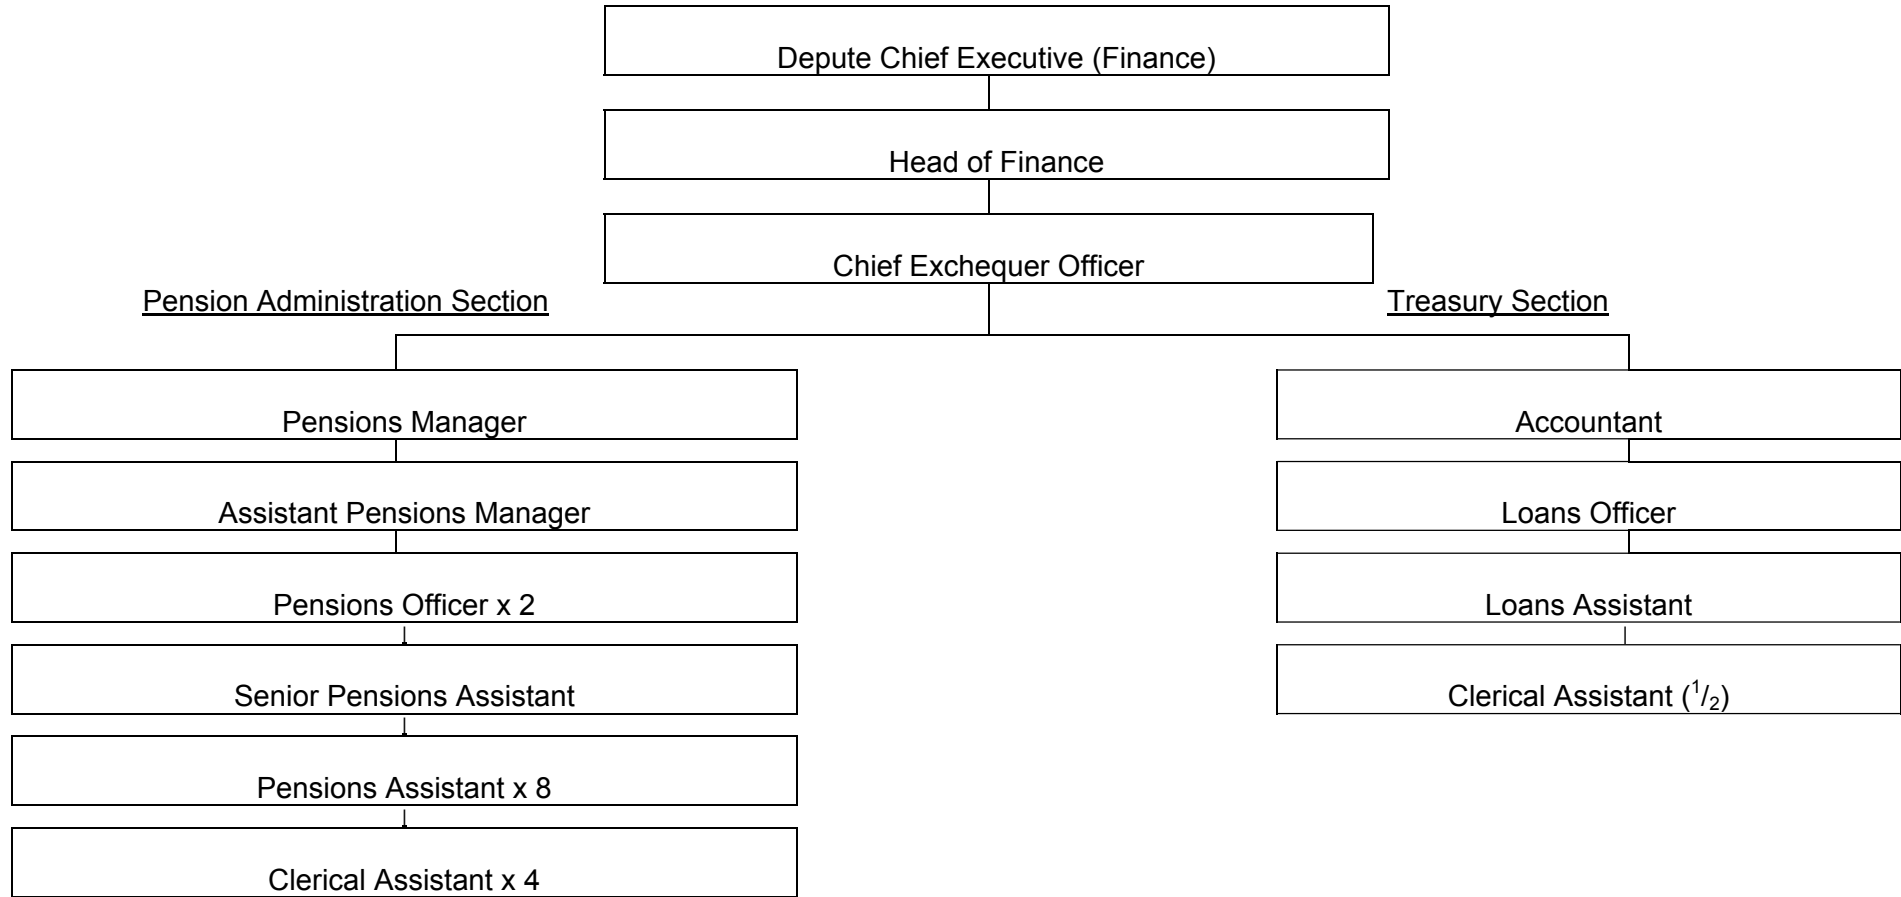 Depute Chief Executive (Finance)
Head of Finance
Chief Exchequer Officer
Pension Administration Section
Treasury Section
Pensions Manager
Accountant
Assistant Pensions Manager
Loans Officer
Pensions Officer x 2
Loans Assistant
Senior Pensions Assistant
Clerical Assistant (1/2)
Pensions Assistant x 8
Clerical Assistant x 4